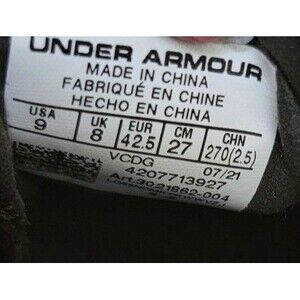 UNDER ARMOUR
MADE IN CHINA
FABRIQUÉ EN CHINE
HECHO EN CHINA
USA UK EUR CM CHN
9 8 42.5 27 270(2.5)
VCDG 07/21
4207713927
Art.3021862-004